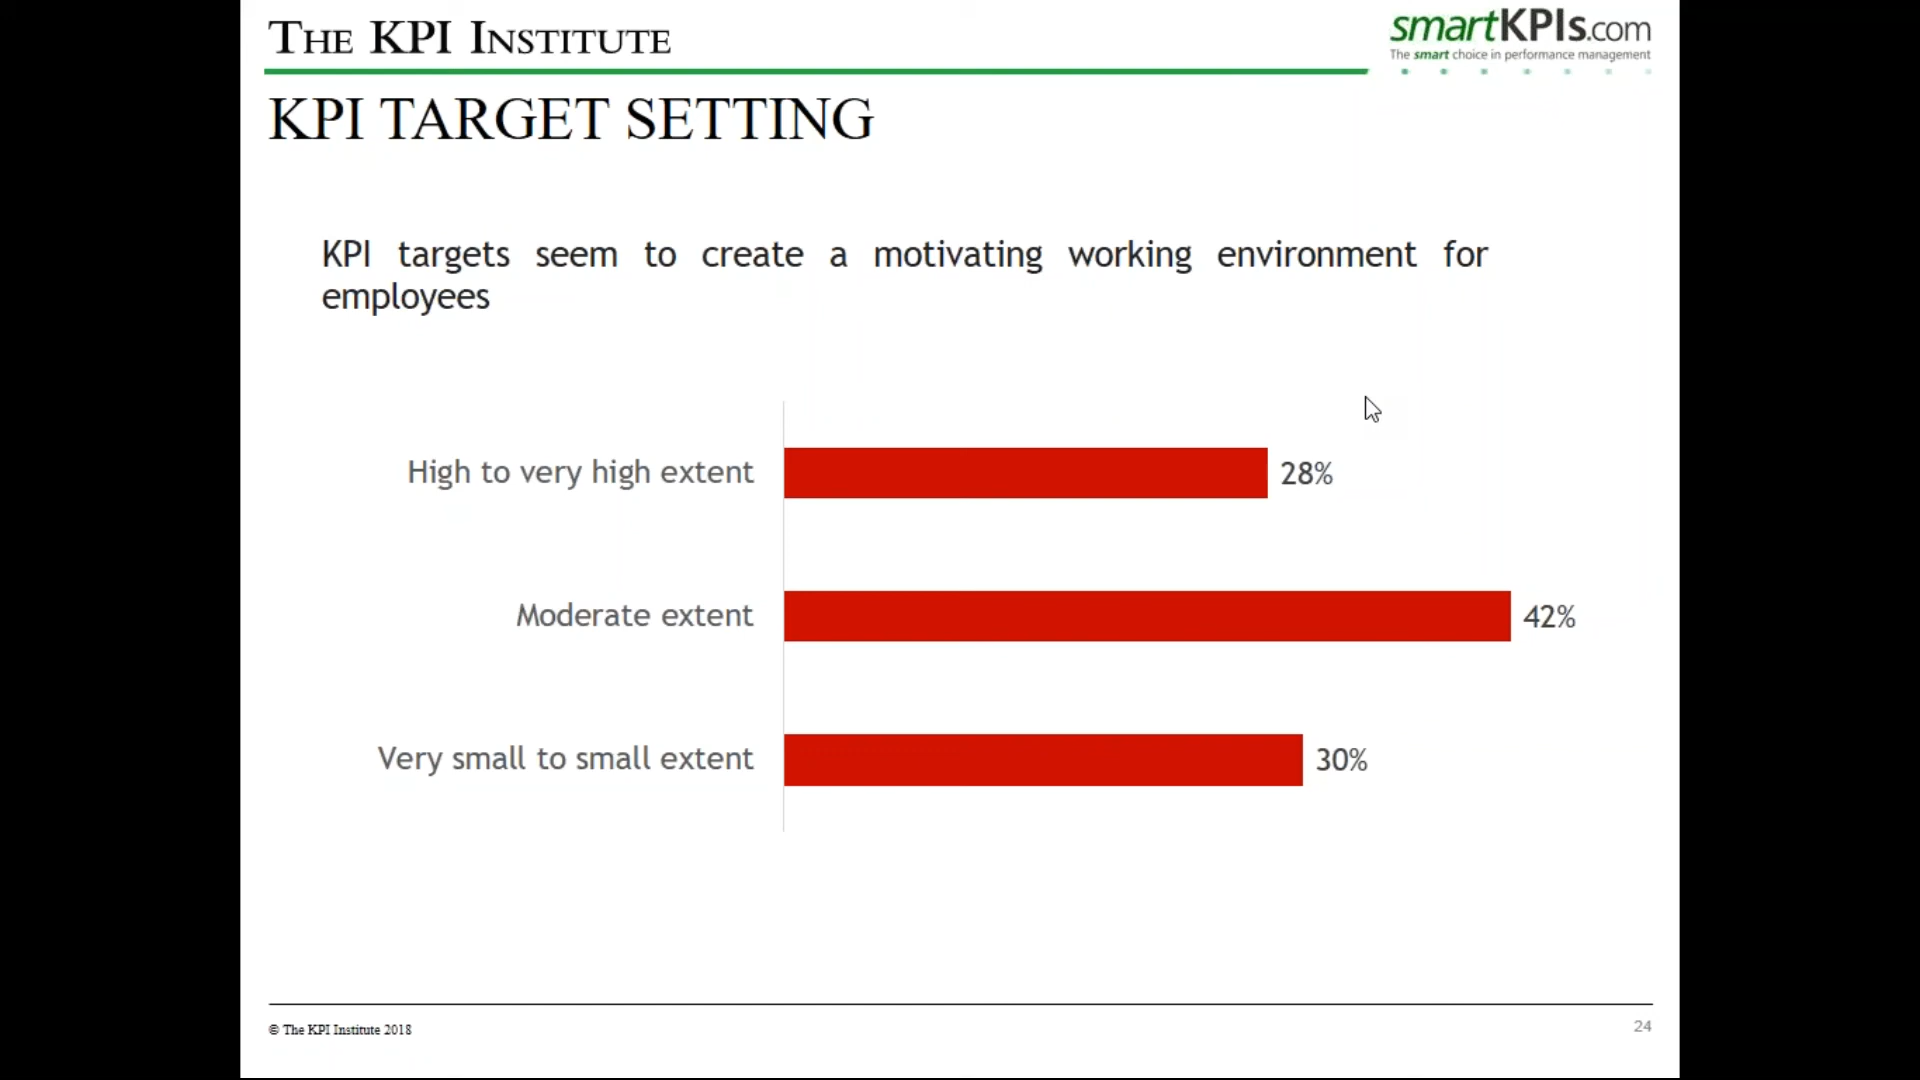 THE KPI INSTITUTE
smartKPIs.com
The smart choice in performance management
KPI TARGET SETTING
KPI targets seem to create a motivating working environment for
employees
High to very high extent 28%
Moderate extent 42%
Very small to small extent 30%
© The KPI Institute 2018
24